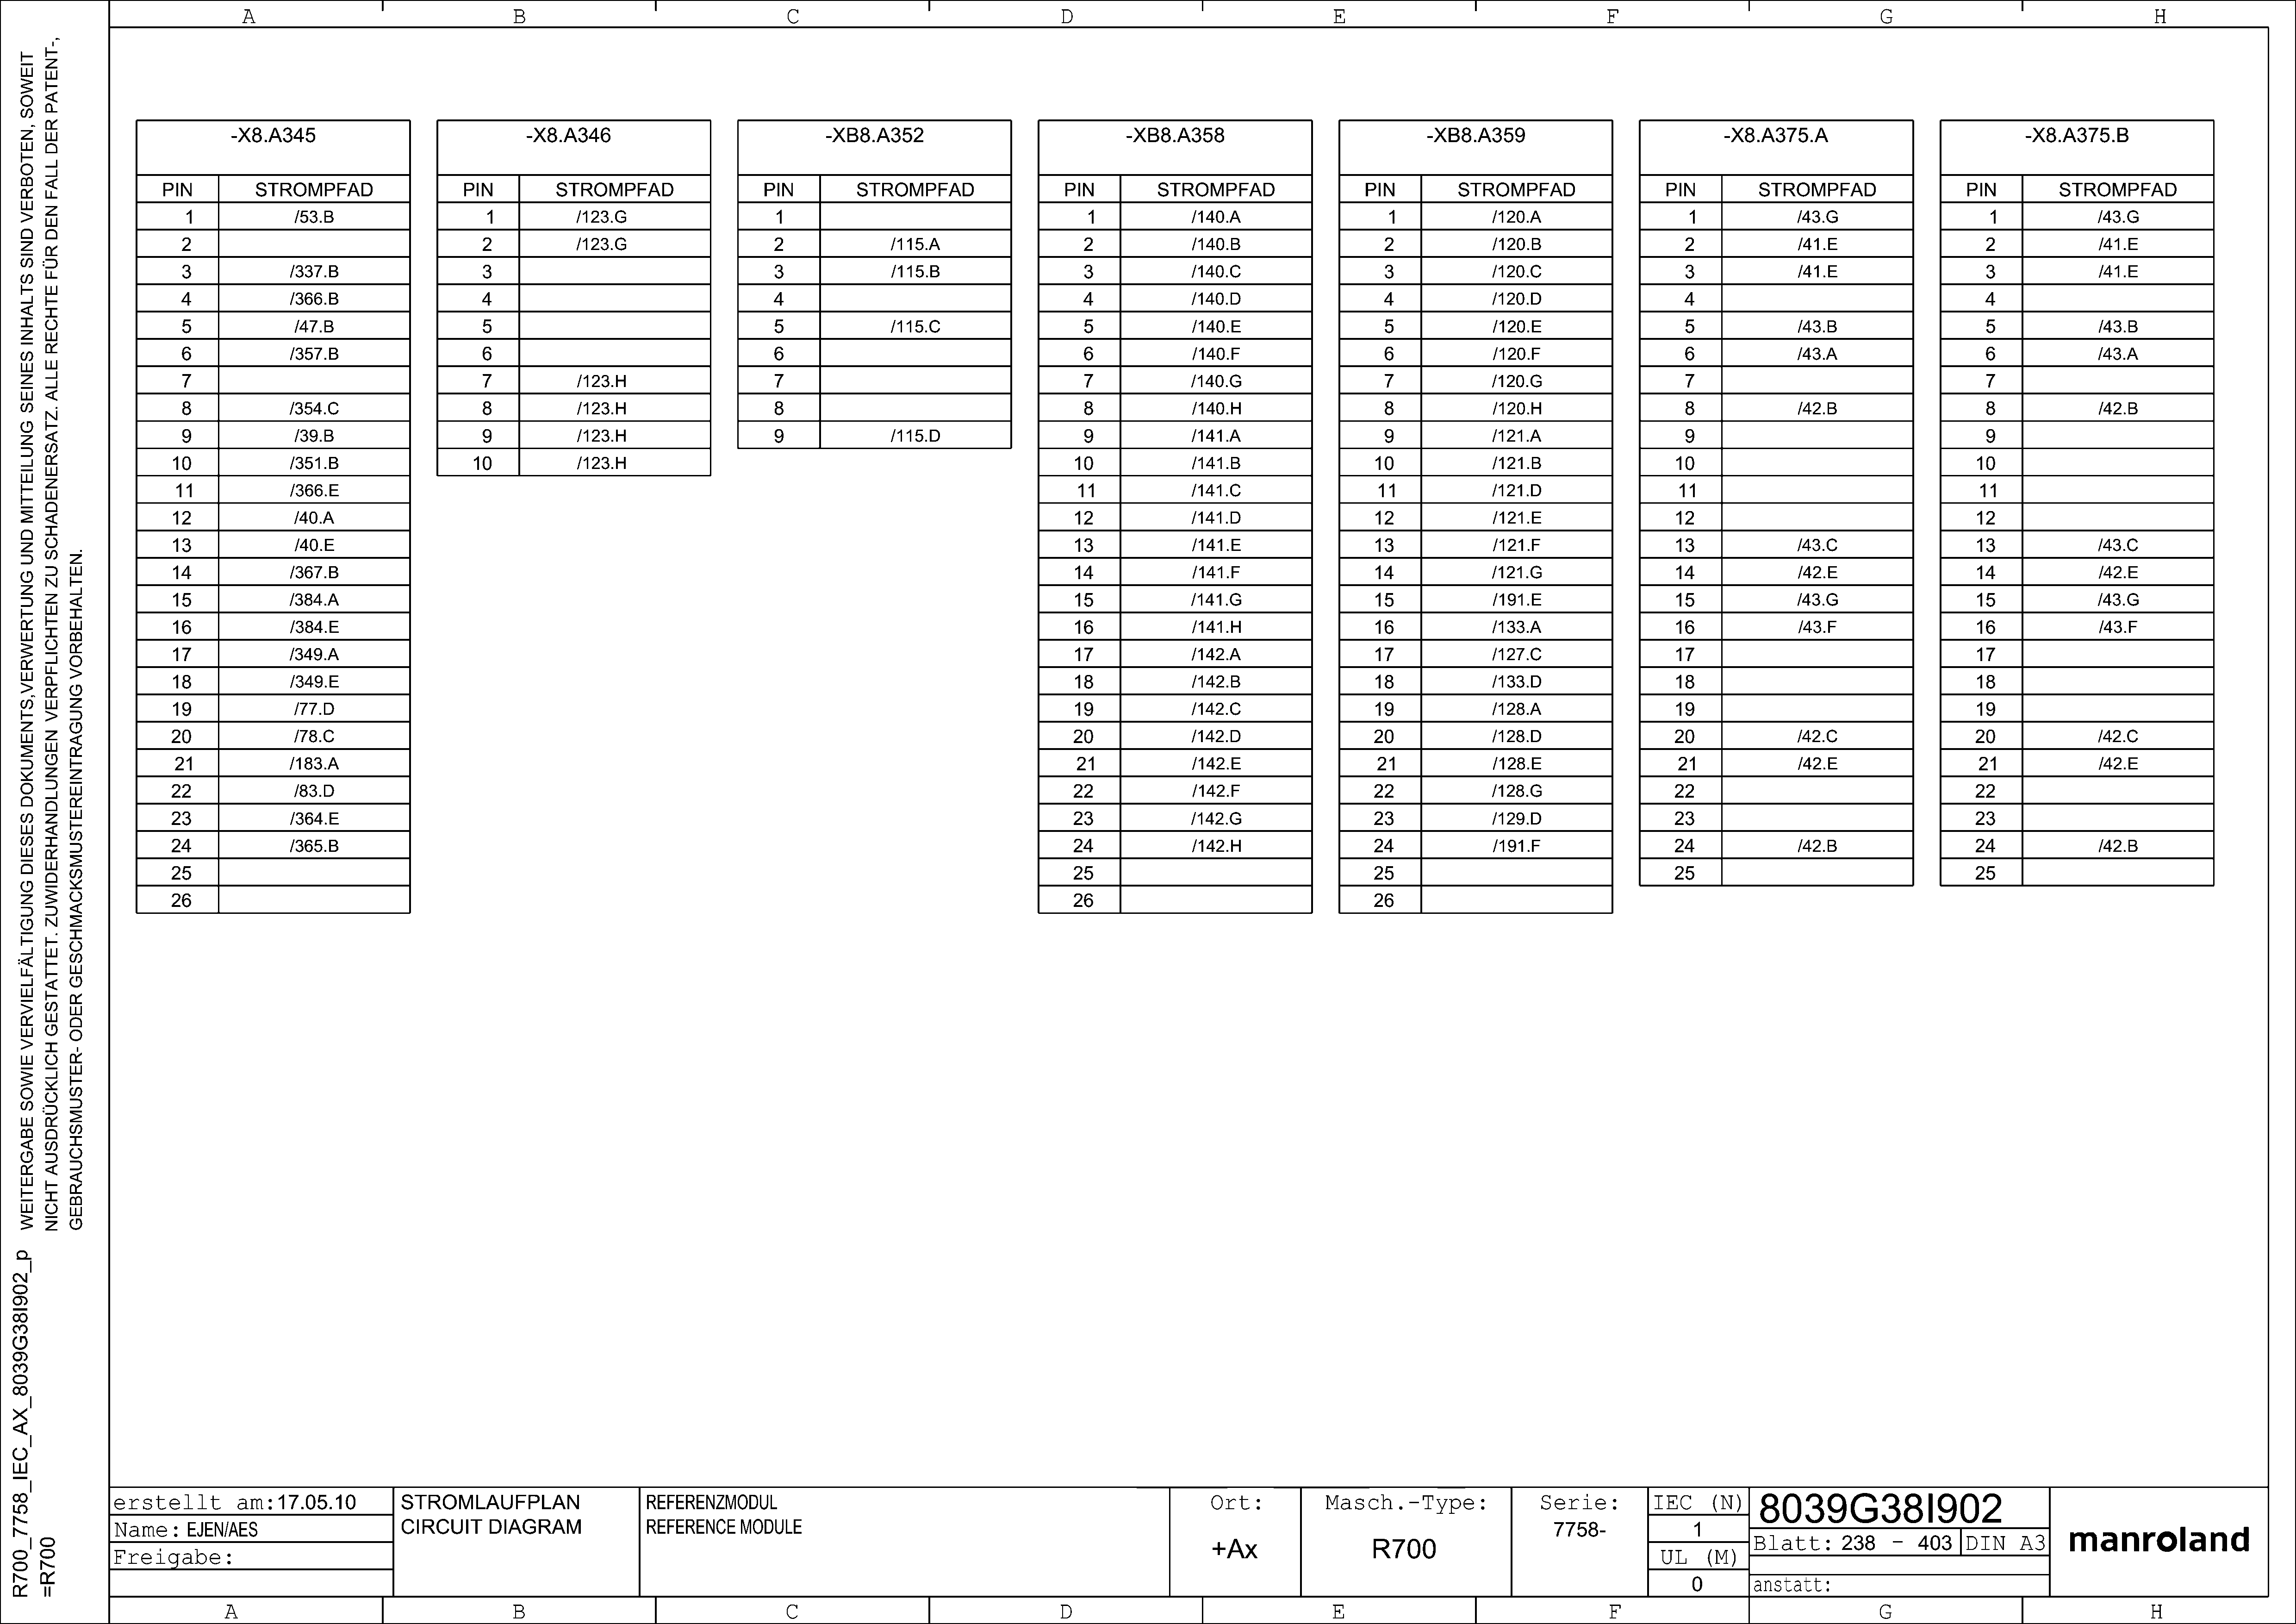 A B C D E F G H
WEITERGABE SOWIE VERVIELFÄLTIGUNG DIESES DOKUMENTS,VERWERTUNG UND MITTEILUNG SEINES INHALTS SIND VERBOTEN, SOWEIT
NICHT AUSDRÜCKLICH GESTATTET. ZUWIDERHANDLUNGEN VERPFLICHTEN ZU SCHADENERSATZ. ALLE RECHTE FÜR DEN FALL DER PATENT-,
GEBRAUCHSMUSTER- ODER GESCHMACKSMUSTEREINTRAGUNG VORBEHALTEN.
R700_7758_IEC_AX_8039G38I902_p
=R700
-X8.A345
PIN STROMPFAD
1 /53.B
2
3 /337.B
4 /366.B
5 /47.B
6 /357.B
7
8 /354.C
9 /39.B
10 /351.B
11 /366.E
12 /40.A
13 /40.E
14 /367.B
15 /384.A
16 /384.E
17 /349.A
18 /349.E
19 /77.D
20 /78.C
21 /183.A
22 /83.D
23 /364.E
24 /365.B
25
26
-X8.A346
PIN STROMPFAD
1 /123.G
2 /123.G
3
4
5
6
7 /123.H
8 /123.H
9 /123.H
10 /123.H
-XB8.A352
PIN STROMPFAD
1
2 /115.A
3 /115.B
4
5 /115.C
6
7
8
9 /115.D
-XB8.A358
PIN STROMPFAD
1 /140.A
2 /140.B
3 /140.C
4 /140.D
5 /140.E
6 /140.F
7 /140.G
8 /140.H
9 /141.A
10 /141.B
11 /141.C
12 /141.D
13 /141.E
14 /141.F
15 /141.G
16 /141.H
17 /142.A
18 /142.B
19 /142.C
20 /142.D
21 /142.E
22 /142.F
23 /142.G
24 /142.H
25
26
-XB8.A359
PIN STROMPFAD
1 /120.A
2 /120.B
3 /120.C
4 /120.D
5 /120.E
6 /120.F
7 /120.G
8 /120.H
9 /121.A
10 /121.B
11 /121.D
12 /121.E
13 /121.F
14 /121.G
15 /191.E
16 /133.A
17 /127.C
18 /133.D
19 /128.A
20 /128.D
21 /128.E
22 /128.G
23 /129.D
24 /191.F
25
26
-X8.A375.A
PIN STROMPFAD
1 /43.G
2 /41.E
3 /41.E
4
5 /43.B
6 /43.A
7
8 /42.B
9
10
11
12
13 /43.C
14 /42.E
15 /43.G
16 /43.F
17
18
19
20 /42.C
21 /42.E
22
23
24 /42.B
25
-X8.A375.B
PIN STROMPFAD
1 /43.G
2 /41.E
3 /41.E
4
5 /43.B
6 /43.A
7
8 /42.B
9
10
11
12
13 /43.C
14 /42.E
15 /43.G
16 /43.F
17
18
19
20 /42.C
21 /42.E
22
23
24 /42.B
25
erstellt am:17.05.10
Name: EJEN/AES
Freigabe:
STROMLAUFPLAN
CIRCUIT DIAGRAM
REFERENZMODUL
REFERENCE MODULE
Ort:
+Ax
Masch.-Type:
R700
Serie:
7758-
IEC (N)
1
UL (M)
0
8039G38I902
Blatt: 238 - 403 DIN A3
anstatt:
manroland
A B C D E F G H